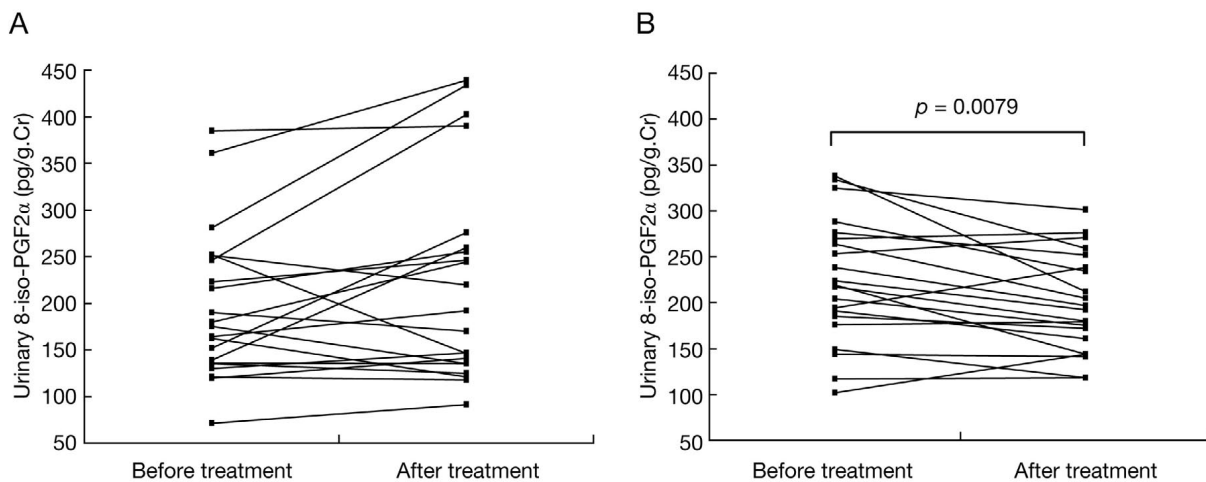 A
Urinary 8-iso-PGF2α (pg/g.Cr)
450
400
350
300
250
200
150
100
50
Before treatment
After treatment
B
Urinary 8-iso-PGF2α (pg/g.Cr)
450
400
350
300
250
200
150
100
50
p = 0.0079
Before treatment
After treatment